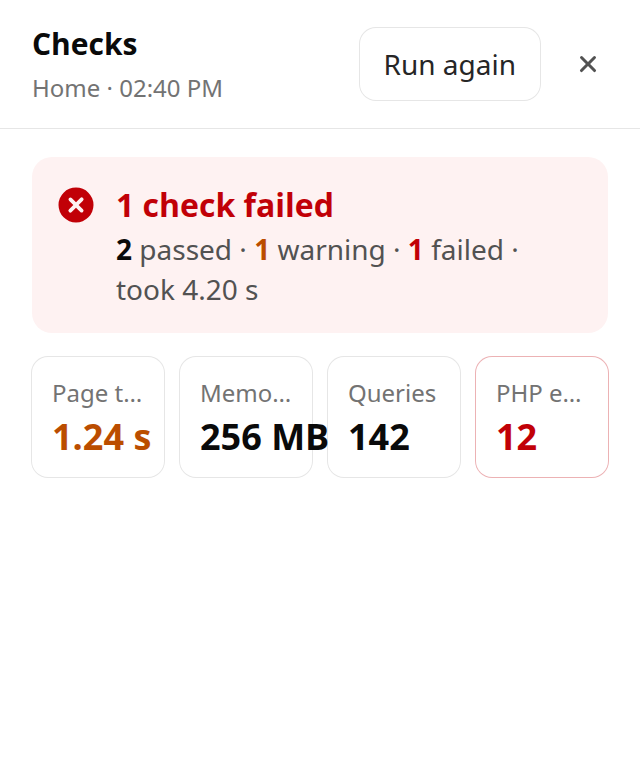 Checks
Home · 02:40 PM
Run again
1 check failed
2 passed · 1 warning · 1 failed ·
took 4.20 s
Page t…
1.24 s
Memo…
256 MB
Queries
142
PHP e…
12